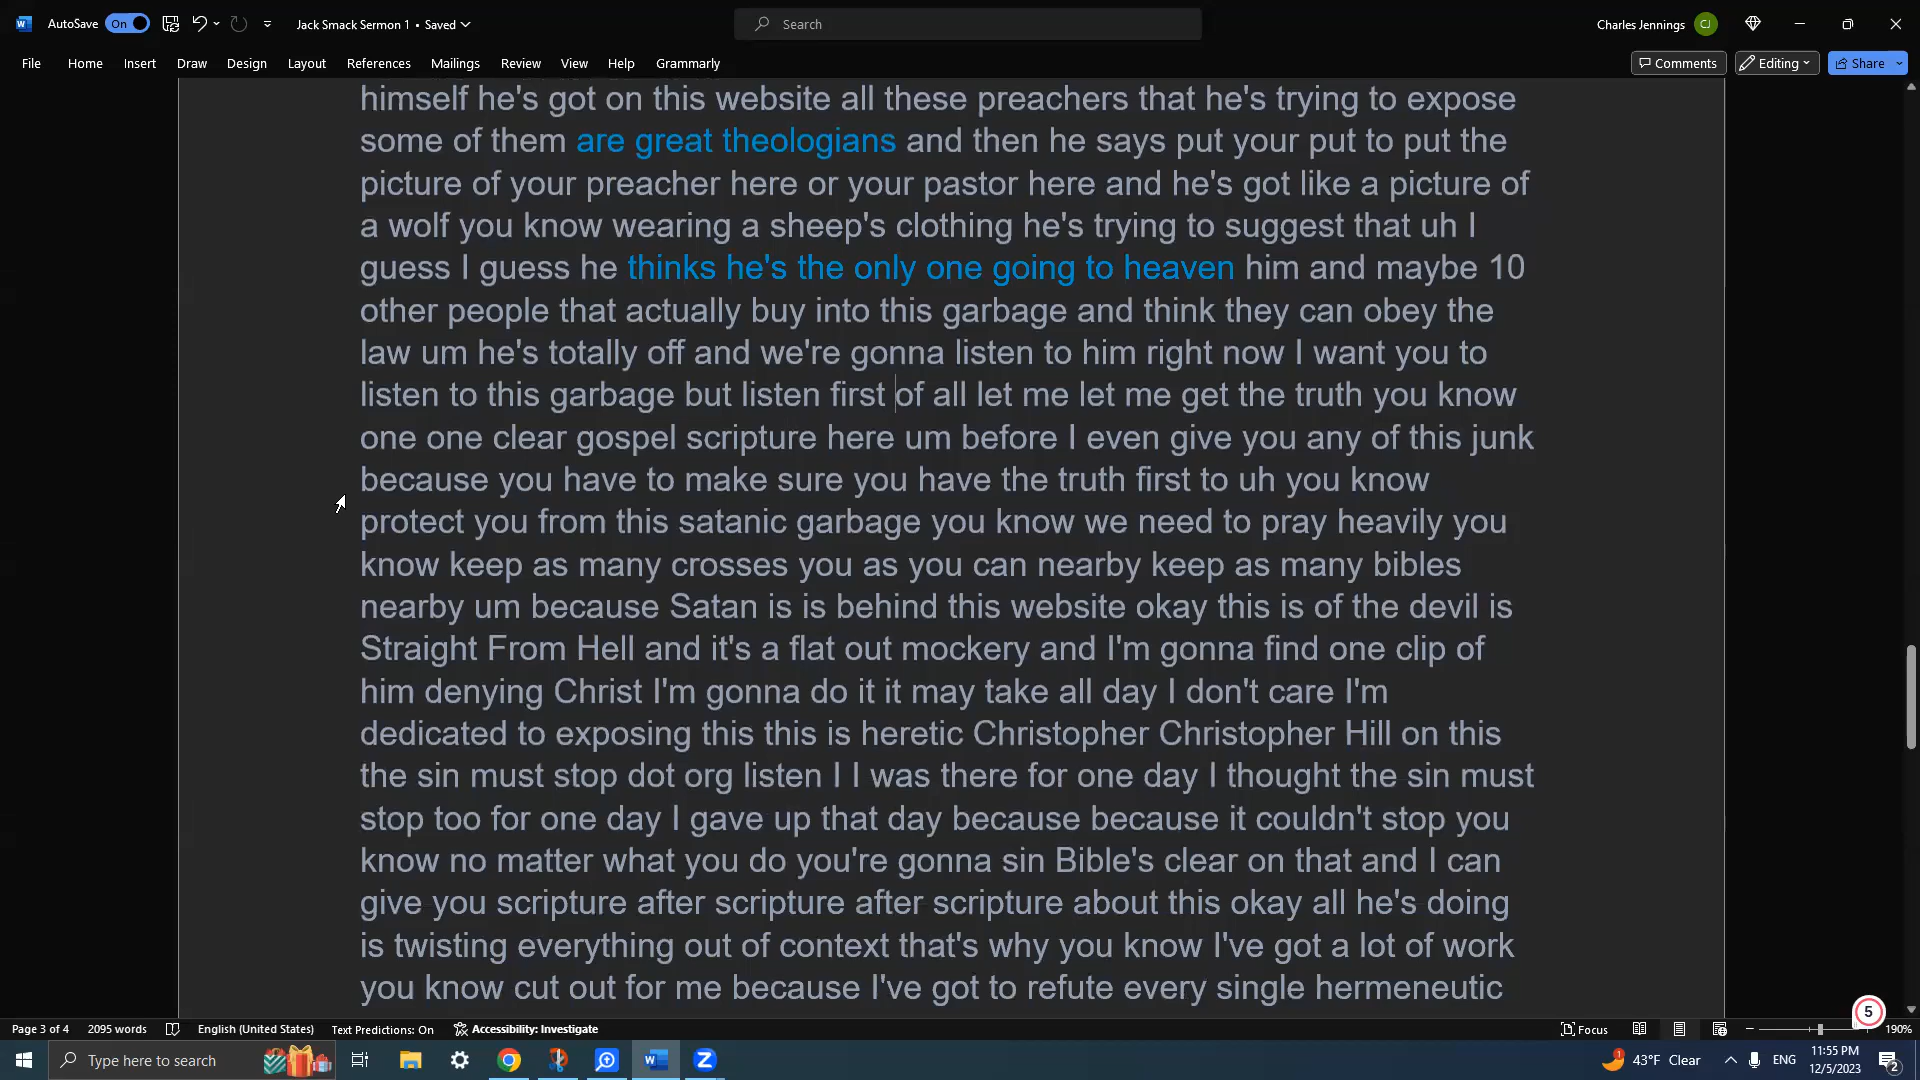 AutoSave On Jack Smack Sermon 1 • Saved Search Charles Jennings CJ
File Home Insert Draw Design Layout References Mailings Review View Help Grammarly Comments Editing Share
himself he's got on this website all these preachers that he's trying to expose
some of them are great theologians and then he says put your put to put the
picture of your preacher here or your pastor here and he's got like a picture of
a wolf you know wearing a sheep's clothing he's trying to suggest that uh I
guess I guess he thinks he's the only one going to heaven him and maybe 10
other people that actually buy into this garbage and think they can obey the
law um he's totally off and we're gonna listen to him right now I want you to
listen to this garbage but listen first of all let me let me get the truth you know
one one clear gospel scripture here um before I even give you any of this junk
because you have to make sure you have the truth first to uh you know
protect you from this satanic garbage you know we need to pray heavily you
know keep as many crosses you as you can nearby keep as many bibles
nearby um because Satan is is behind this website okay this is of the devil is
Straight From Hell and it's a flat out mockery and I'm gonna find one clip of
him denying Christ I'm gonna do it it may take all day I don't care I'm
dedicated to exposing this this is heretic Christopher Christopher Hill on this
the sin must stop dot org listen I I was there for one day I thought the sin must
stop too for one day I gave up that day because because it couldn't stop you
know no matter what you do you're gonna sin Bible's clear on that and I can
give you scripture after scripture after scripture about this okay all he's doing
is twisting everything out of context that's why you know I've got a lot of work
you know cut out for me because I've got to refute every single hermeneutic
5
Page 3 of 4 2095 words English (United States) Text Predictions: On Accessibility: Investigate Focus 190%
Type here to search 1 43°F Clear ENG 11:55 PM 2
12/5/2023